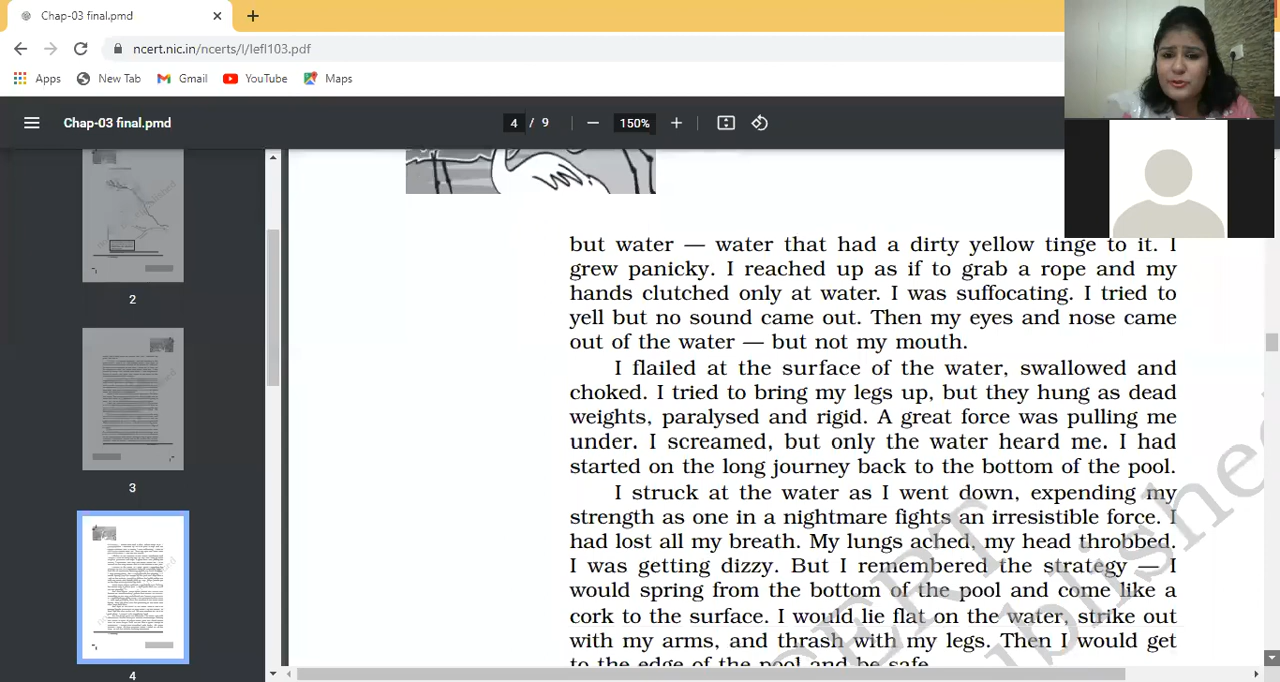 Chap-03 final.pmd
ncert.nic.in/ncerts/l/lefl103.pdf
Apps
New Tab
Gmail
YouTube
Maps
Chap-03 final.pmd
4 / 9
150%
2
3
4
but water — water that had a dirty yellow tinge to it. I
grew panicky. I reached up as if to grab a rope and my
hands clutched only at water. I was suffocating. I tried to
yell but no sound came out. Then my eyes and nose came
out of the water — but not my mouth.
I flailed at the surface of the water, swallowed and
choked. I tried to bring my legs up, but they hung as dead
weights, paralysed and rigid. A great force was pulling me
under. I screamed, but only the water heard me. I had
started on the long journey back to the bottom of the pool.
I struck at the water as I went down, expending my
strength as one in a nightmare fights an irresistible force. I
had lost all my breath. My lungs ached, my head throbbed.
I was getting dizzy. But I remembered the strategy — I
would spring from the bottom of the pool and come like a
cork to the surface. I would lie flat on the water, strike out
with my arms, and thrash with my legs. Then I would get
to the edge of the pool and be safe.